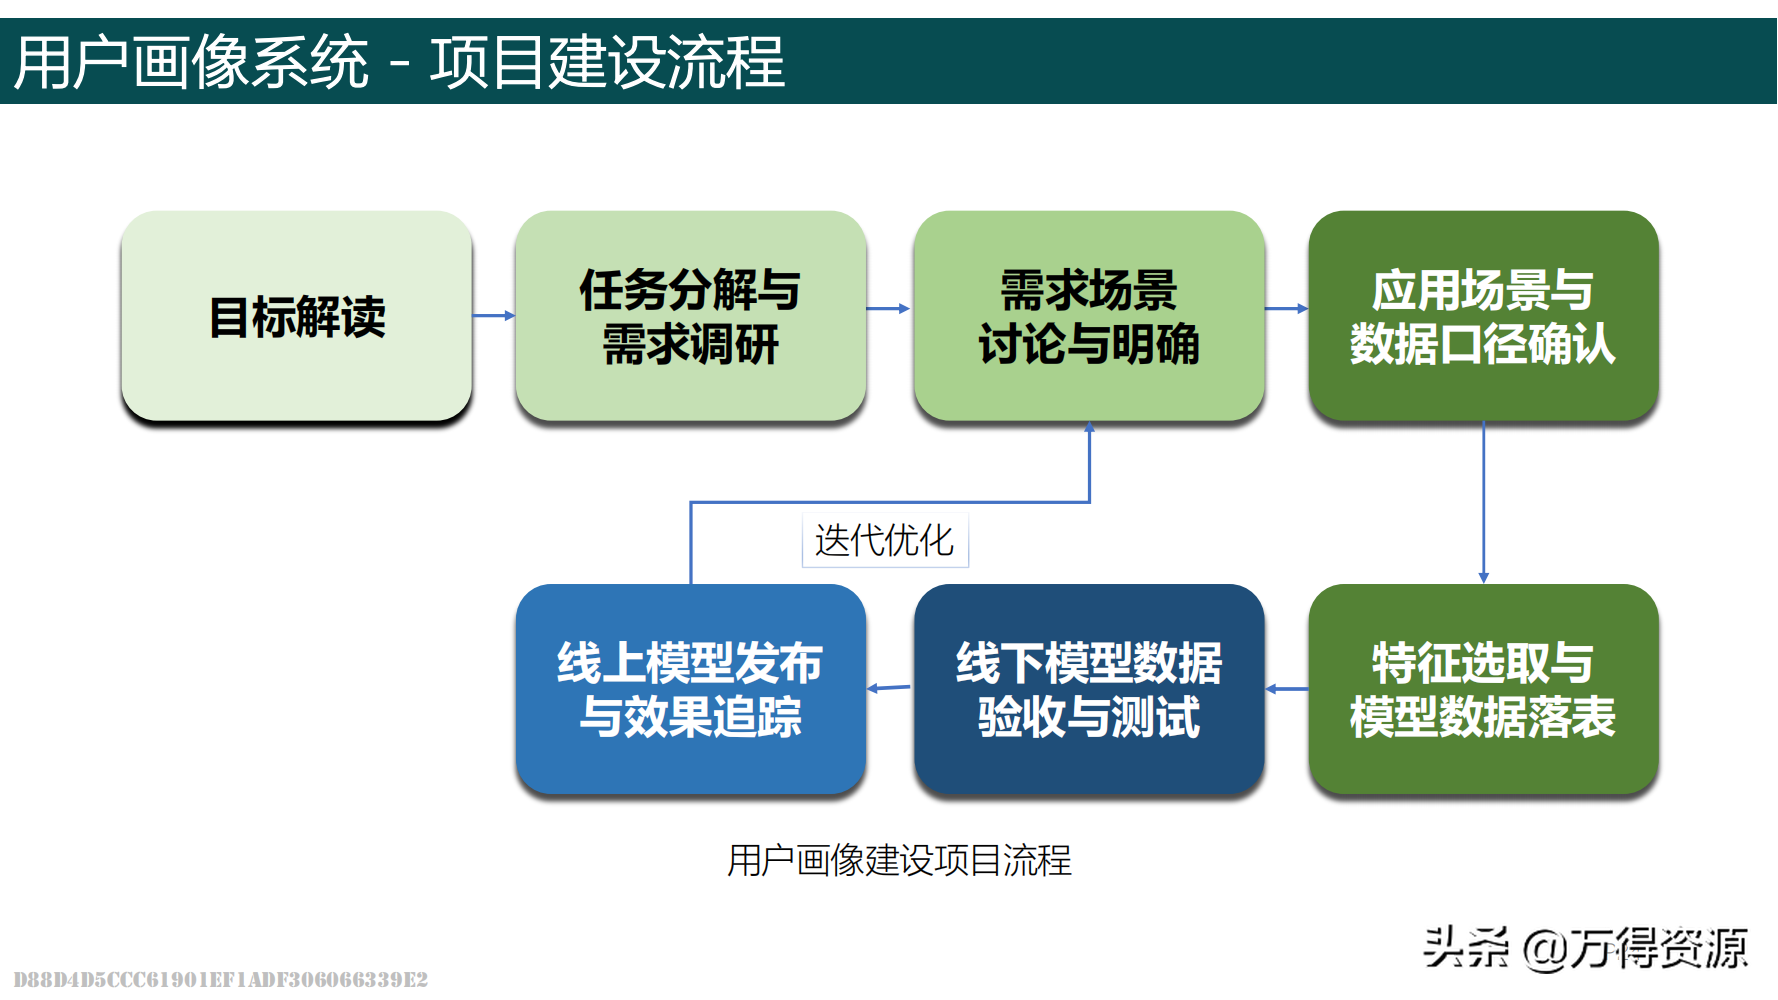 用户画像系统 - 项目建设流程
目标解读
任务分解与
需求调研
需求场景
讨论与明确
应用场景与
数据口径确认
迭代优化
线上模型发布
与效果追踪
线下模型数据
验收与测试
特征选取与
模型数据落表
用户画像建设项目流程
头条 @万得资源
D88D4D5CCC61901EF1ADF306066339E2